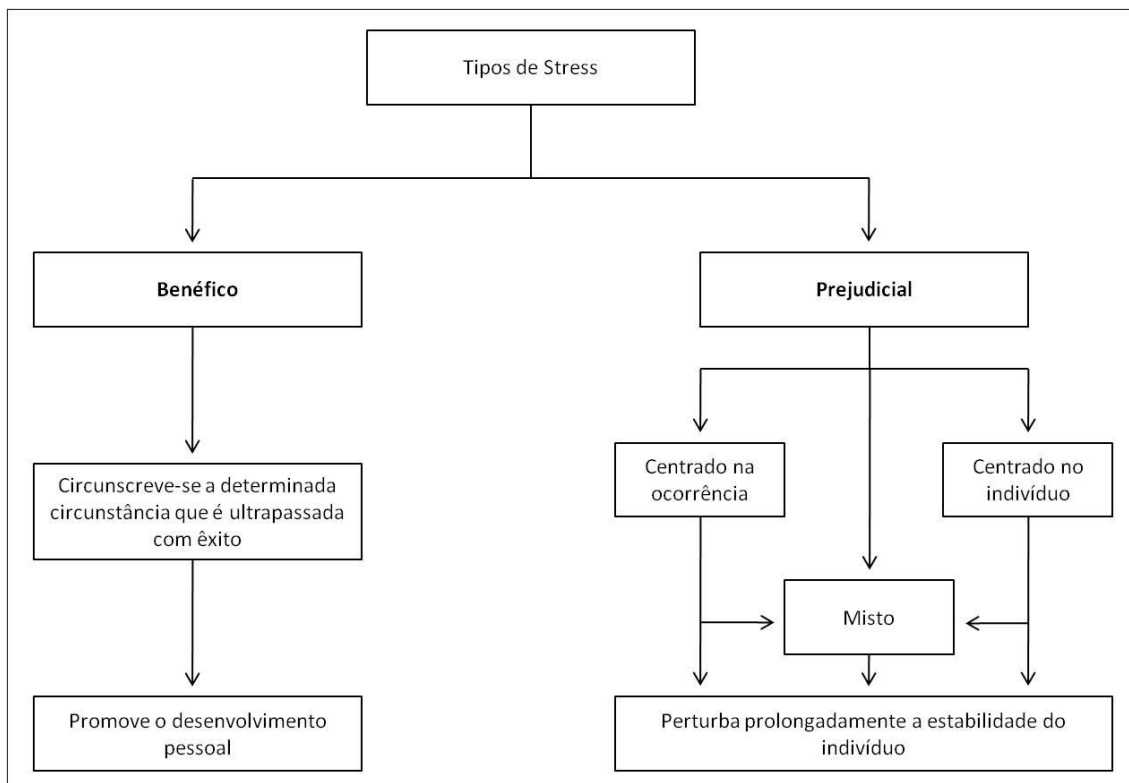 Tipos de Stress
Benéfico
Prejudicial
Circunscreve-se a determinada
circunstância que é ultrapassada
com êxito
Centrado na
ocorrência
Centrado no
indivíduo
Misto
Promove o desenvolvimento
pessoal
Perturba prolongadamente a estabilidade do
indivíduo